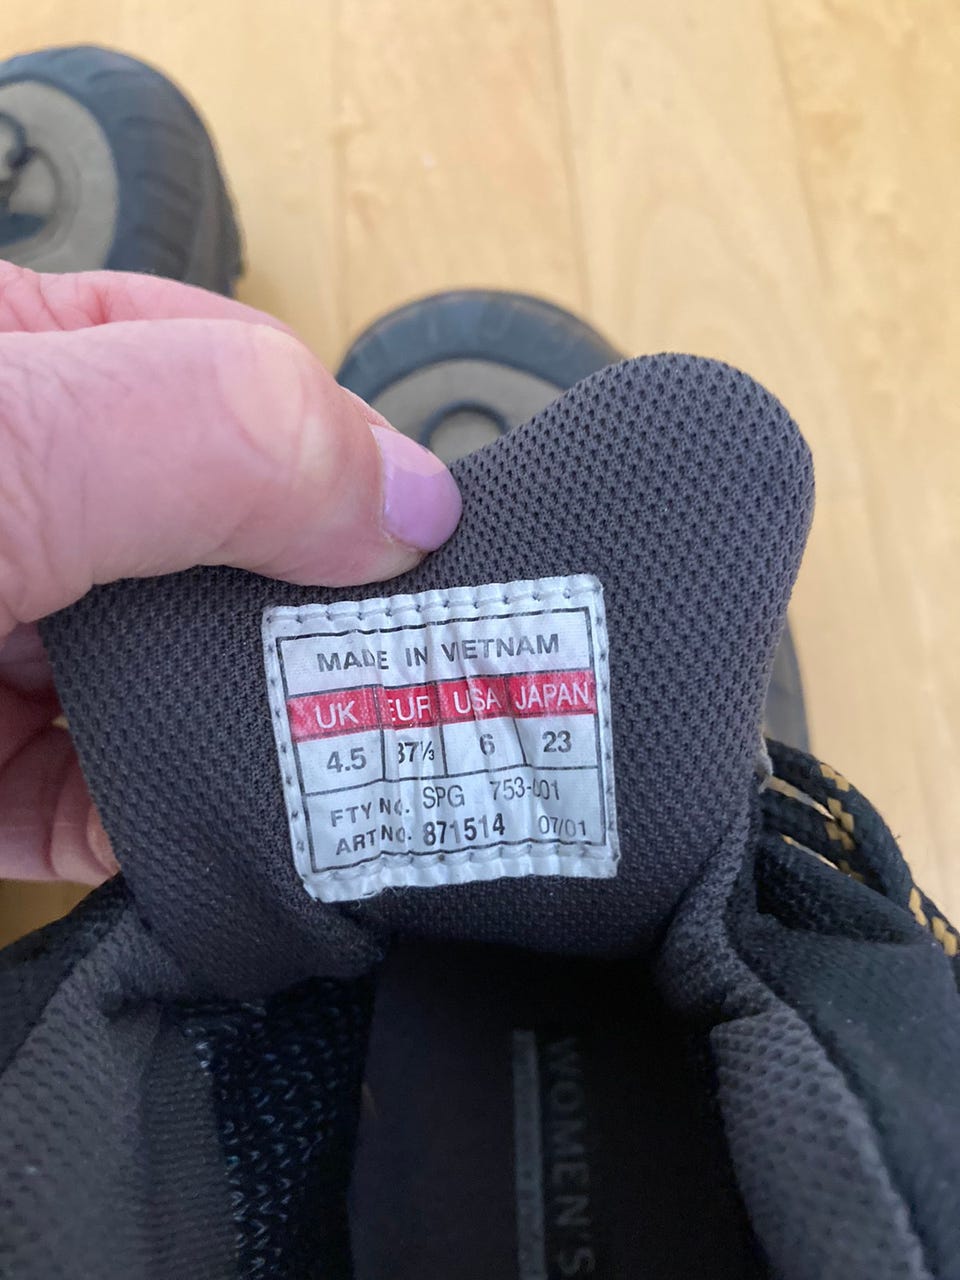 MADE IN VIETNAM
UK EUR USA JAPAN
4.5 37⅓ 6 23
FTY NO. SPG 753-001
ART NO. 871514 07/01
WOMEN'S